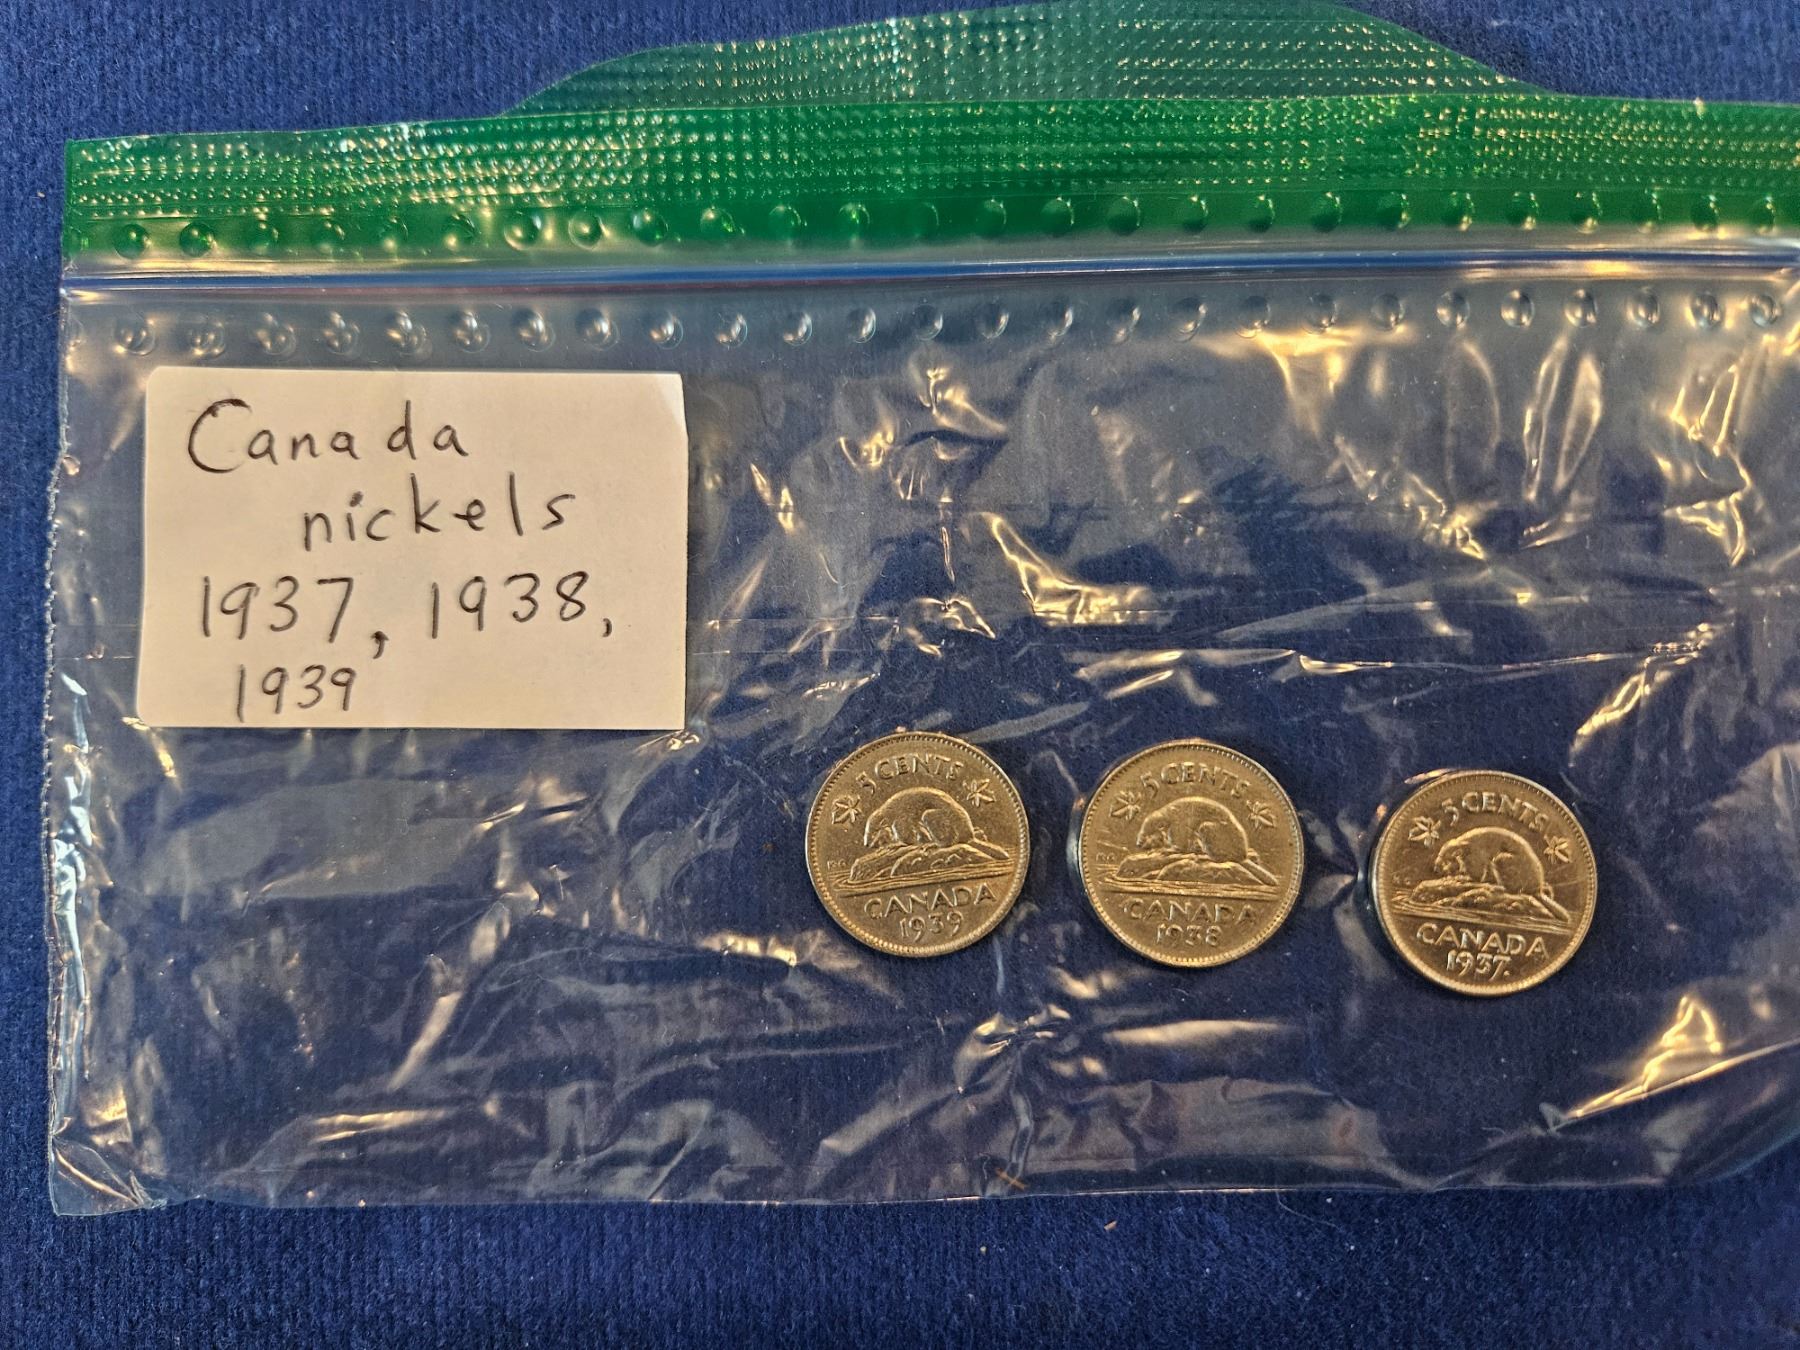 Canada
nickels
1937, 1938,
1939
5 CENTS
CANADA
1939
5 CENTS
CANADA
1938
5 CENTS
CANADA
1937.